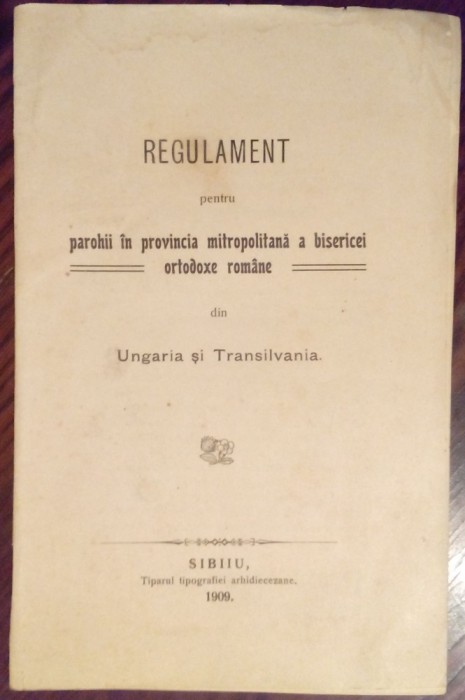 REGULAMENT
pentru
parohii în provincia mitropolitană a bisericei
ortodoxe române
din
Ungaria și Transilvania.
SIBIIU,
Tiparul tipografiei arhidiecezane.
1909.